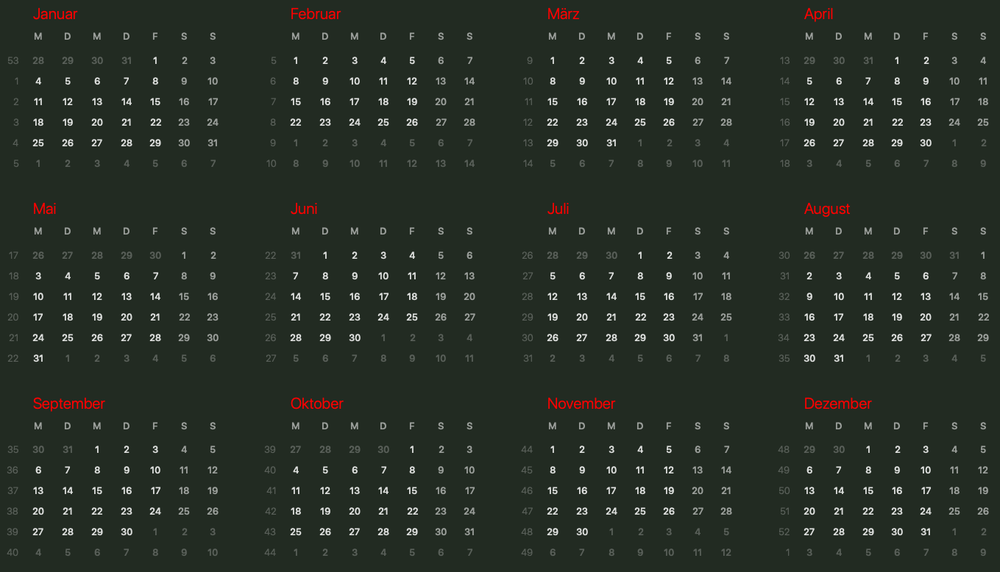 Januar Februar März April
M D M D F S S M D M D F S S M D M D F S S M D M D F S S
53 28 29 30 31 1 2 3 5 1 2 3 4 5 6 7 9 1 2 3 4 5 6 7 13 29 30 31 1 2 3 4
1 4 5 6 7 8 9 10 6 8 9 10 11 12 13 14 10 8 9 10 11 12 13 14 14 5 6 7 8 9 10 11
2 11 12 13 14 15 16 17 7 15 16 17 18 19 20 21 11 15 16 17 18 19 20 21 15 12 13 14 15 16 17 18
3 18 19 20 21 22 23 24 8 22 23 24 25 26 27 28 12 22 23 24 25 26 27 28 16 19 20 21 22 23 24 25
4 25 26 27 28 29 30 31 9 1 2 3 4 5 6 7 13 29 30 31 1 2 3 4 17 26 27 28 29 30 1 2
5 1 2 3 4 5 6 7 10 8 9 10 11 12 13 14 14 5 6 7 8 9 10 11 18 3 4 5 6 7 8 9
Mai Juni Juli August
M D M D F S S M D M D F S S M D M D F S S M D M D F S S
17 26 27 28 29 30 1 2 22 31 1 2 3 4 5 6 26 28 29 30 1 2 3 4 30 26 27 28 29 30 31 1
18 3 4 5 6 7 8 9 23 7 8 9 10 11 12 13 27 5 6 7 8 9 10 11 31 2 3 4 5 6 7 8
19 10 11 12 13 14 15 16 24 14 15 16 17 18 19 20 28 12 13 14 15 16 17 18 32 9 10 11 12 13 14 15
20 17 18 19 20 21 22 23 25 21 22 23 24 25 26 27 29 19 20 21 22 23 24 25 33 16 17 18 19 20 21 22
21 24 25 26 27 28 29 30 26 28 29 30 1 2 3 4 30 26 27 28 29 30 31 1 34 23 24 25 26 27 28 29
22 31 1 2 3 4 5 6 27 5 6 7 8 9 10 11 31 2 3 4 5 6 7 8 35 30 31 1 2 3 4 5
September Oktober November Dezember
M D M D F S S M D M D F S S M D M D F S S M D M D F S S
35 30 31 1 2 3 4 5 39 27 28 29 30 1 2 3 44 1 2 3 4 5 6 7 48 29 30 1 2 3 4 5
36 6 7 8 9 10 11 12 40 4 5 6 7 8 9 10 45 8 9 10 11 12 13 14 49 6 7 8 9 10 11 12
37 13 14 15 16 17 18 19 41 11 12 13 14 15 16 17 46 15 16 17 18 19 20 21 50 13 14 15 16 17 18 19
38 20 21 22 23 24 25 26 42 18 19 20 21 22 23 24 47 22 23 24 25 26 27 28 51 20 21 22 23 24 25 26
39 27 28 29 30 1 2 3 43 25 26 27 28 29 30 31 48 29 30 1 2 3 4 5 52 27 28 29 30 31 1 2
40 4 5 6 7 8 9 10 44 1 2 3 4 5 6 7 49 6 7 8 9 10 11 12 1 3 4 5 6 7 8 9